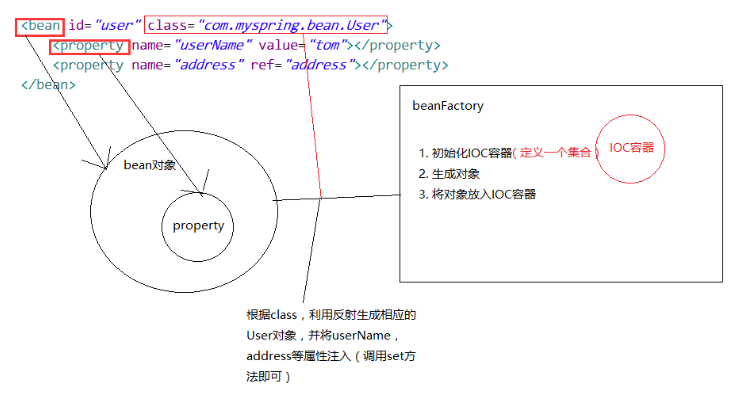 <bean id="user" class="com.myspring.bean.User">
<property name="userName" value="tom"></property>
<property name="address" ref="address"></property>
</bean>
beanFactory
1. 初始化IOC容器(定义一个集合)
IOC容器
2. 生成对象
3. 将对象放入IOC容器
bean对象
property
根据class，利用反射生成相应的
User对象，并将userName，
address等属性注入（调用set方
法即可）